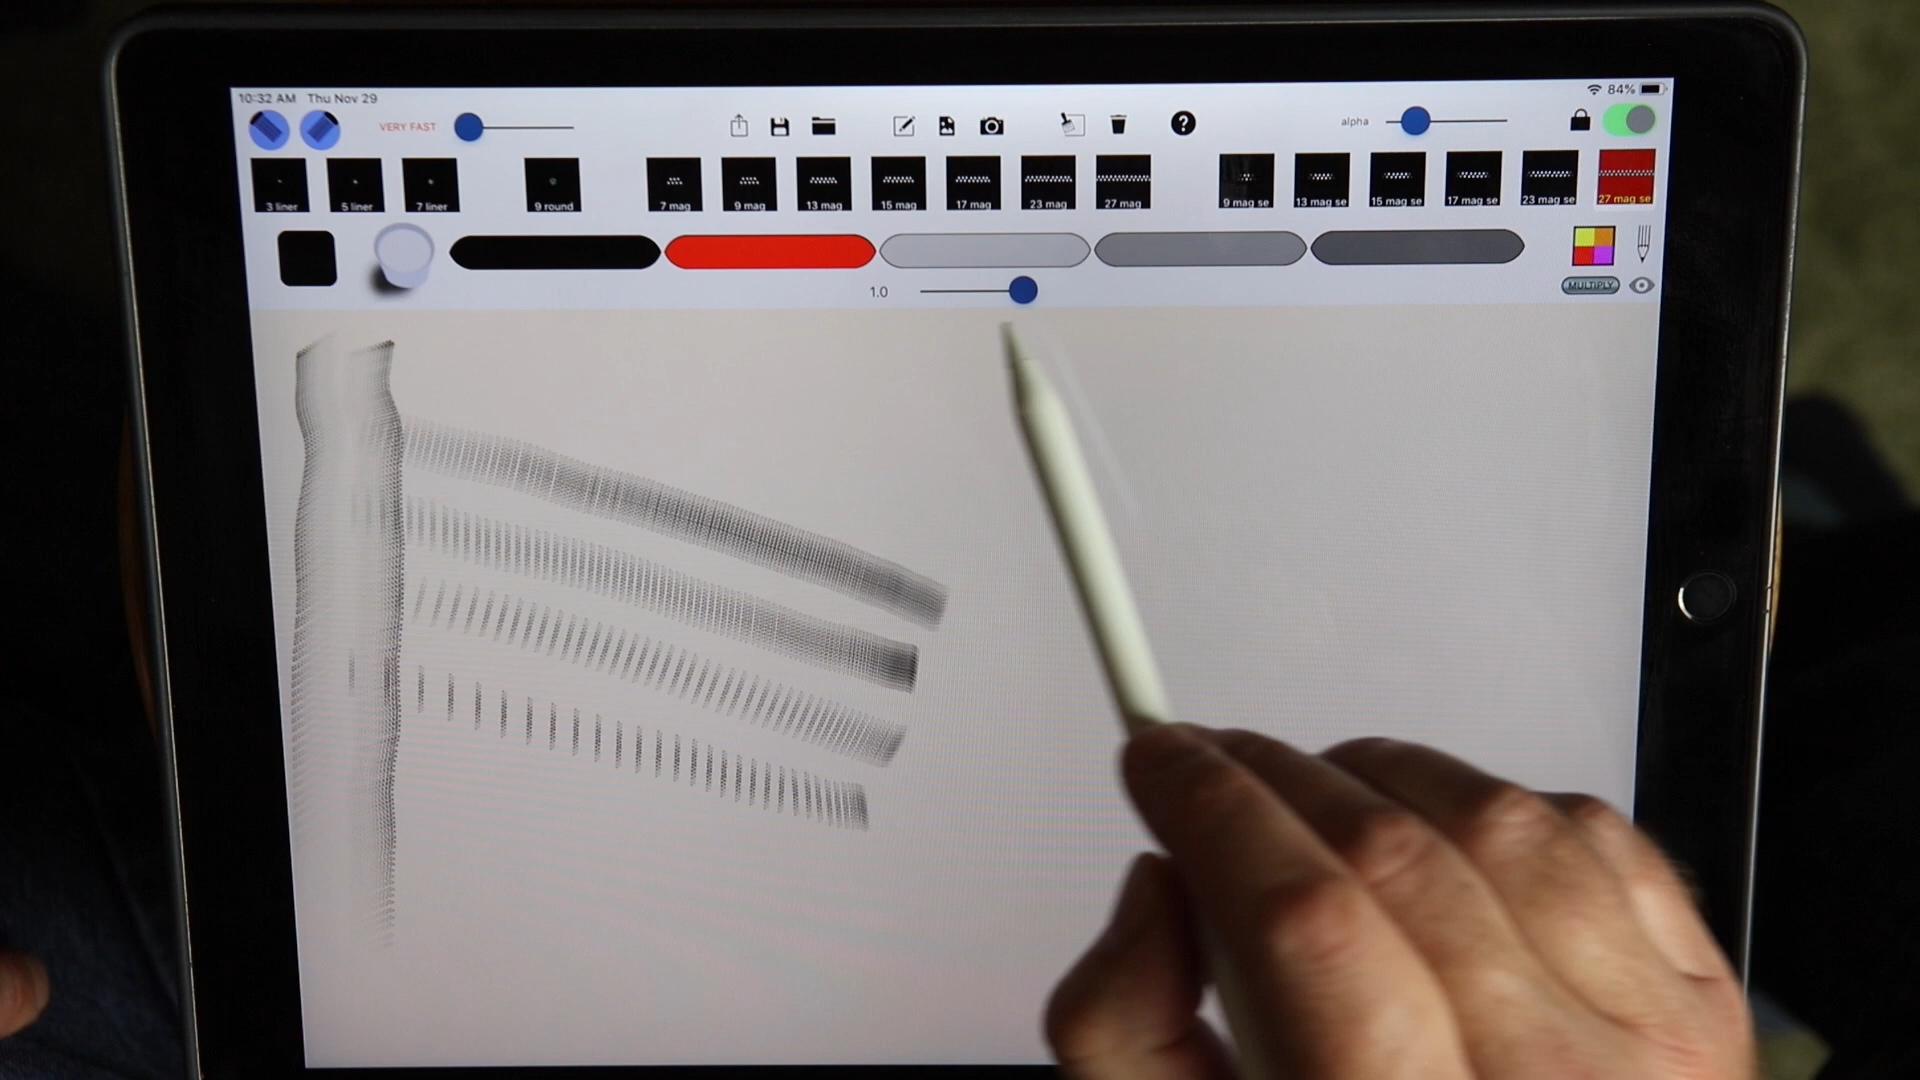 10:32 AM Thu Nov 29 84%
VERY FAST alpha
3 liner 5 liner 7 liner 9 round 7 mag 9 mag 13 mag 15 mag 17 mag 23 mag 27 mag 9 mag se 13 mag se 15 mag se 17 mag se 23 mag se 27 mag se
MULTIPLY
1.0